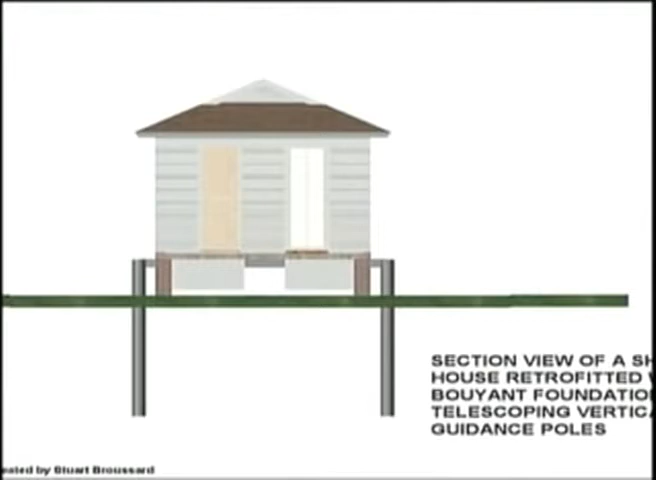 SECTION VIEW OF A SH
HOUSE RETROFITTED
BOUYANT FOUNDATIO
TELESCOPING VERTICA
GUIDANCE POLES
eated by Stuart Broussard